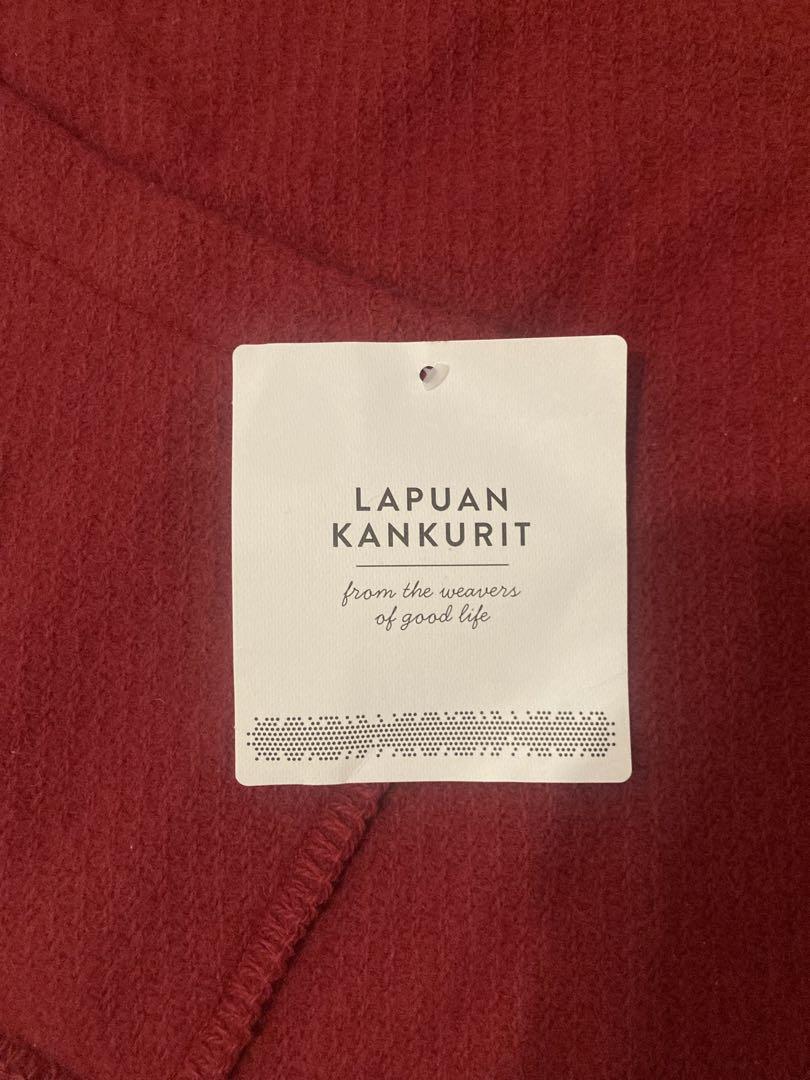 LAPUAN
KANKURIT
from the weavers
of good life